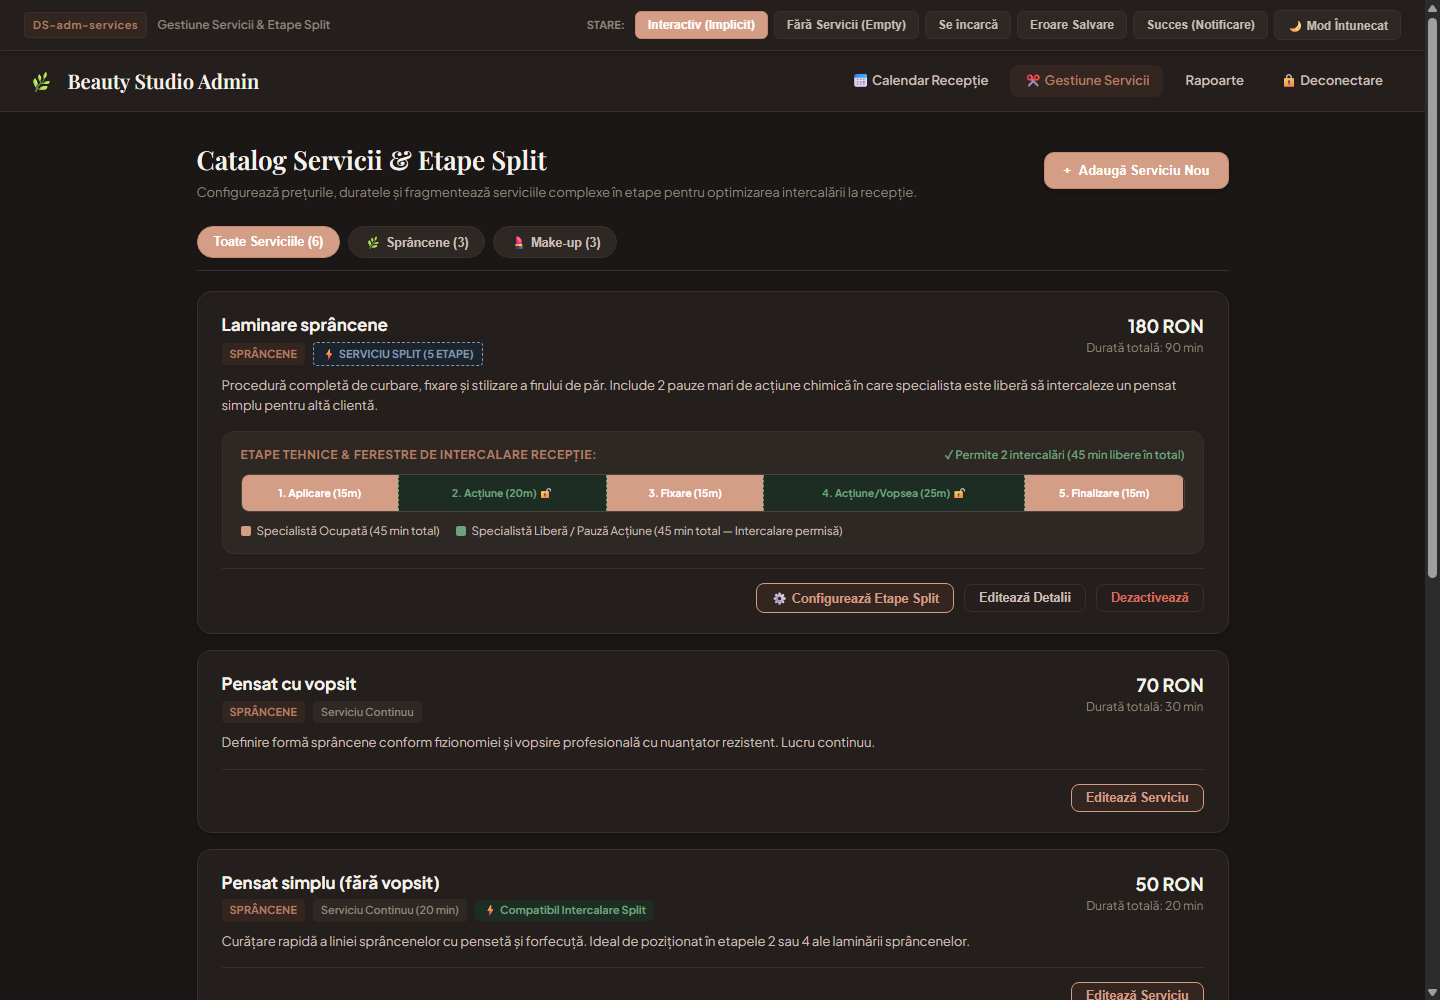 DS-adm-services
Gestiune Servicii & Etape Split
STARE:
Interactiv (Implicit)
Fără Servicii (Empty)
Se încarcă
Eroare Salvare
Succes (Notificare)
🌙 Mod Întunecat
Beauty Studio Admin
Calendar Recepție
Gestiune Servicii
Rapoarte
Deconectare
Catalog Servicii & Etape Split
Configurează prețurile, duratele și fragmentează serviciile complexe în etape pentru optimizarea intercalării la recepție.
+ Adaugă Serviciu Nou
Toate Serviciile (6)
Sprâncene (3)
Make-up (3)
Laminare sprâncene
180 RON
SPRÂNCENE
SERVICIU SPLIT (5 ETAPE)
Durată totală: 90 min
Procedură completă de curbare, fixare și stilizare a firului de păr. Include 2 pauze mari de acțiune chimică în care specialista este liberă să intercaleze un pensat
simplu pentru altă clientă.
ETAPE TEHNICE & FERESTRE DE INTERCALARE RECEPȚIE:
✓ Permite 2 intercalări (45 min libere în total)
1. Aplicare (15m)
2. Acțiune (20m) 🔓
3. Fixare (15m)
4. Acțiune/Vopsea (25m) 🔓
5. Finalizare (15m)
Specialistă Ocupată (45 min total)
Specialistă Liberă / Pauză Acțiune (45 min total — Intercalare permisă)
Configurează Etape Split
Editează Detalii
Dezactivează
Pensat cu vopsit
70 RON
SPRÂNCENE
Serviciu Continuu
Durată totală: 30 min
Definire formă sprâncene conform fizionomiei și vopsire profesională cu nuanțator rezistent. Lucru continuu.
Editează Serviciu
Pensat simplu (fără vopsit)
50 RON
SPRÂNCENE
Serviciu Continuu (20 min)
Compatibil Intercalare Split
Durată totală: 20 min
Curățare rapidă a liniei sprâncenelor cu pensetă și forfecuță. Ideal de poziționat în etapele 2 sau 4 ale laminării sprâncenelor.
Editează Serviciu